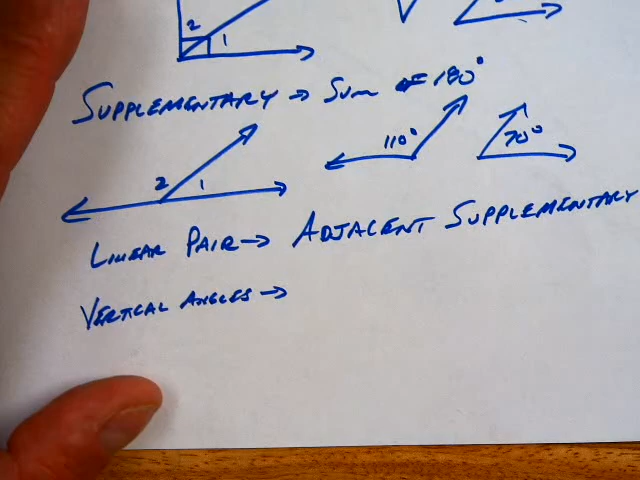 2
1
SUPPLEMENTARY → SUM OF 180°
2 1
110° 70°
LINEAR PAIR → ADJACENT SUPPLEMENTARY
VERTICAL ANGLES →